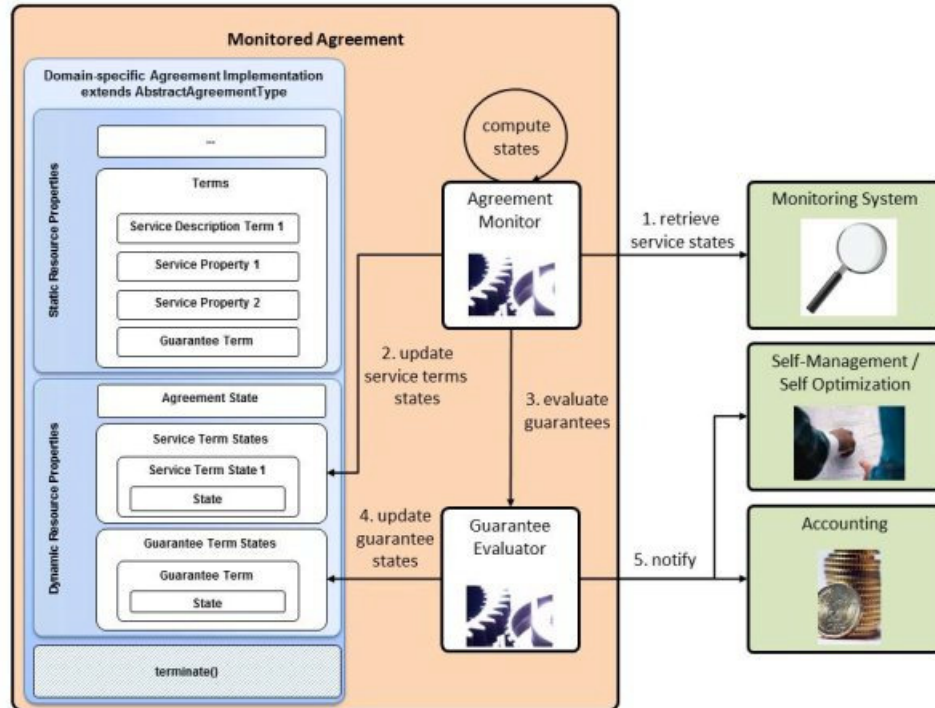 Monitored Agreement
Domain-specific Agreement Implementation
extends AbstractAgreementType
Static Resource Properties
...
Terms
Service Description Term 1
Service Property 1
Service Property 2
Guarantee Term
Dynamic Resource Properties
Agreement State
Service Term States
Service Term State 1
State
Guarantee Term States
Guarantee Term
State
terminate()
compute
states
Agreement
Monitor
1. retrieve
service states
2. update
service terms
states
3. evaluate
guarantees
4. update
guarantee
states
Guarantee
Evaluator
5. notify
Monitoring System
Self-Management /
Self Optimization
Accounting